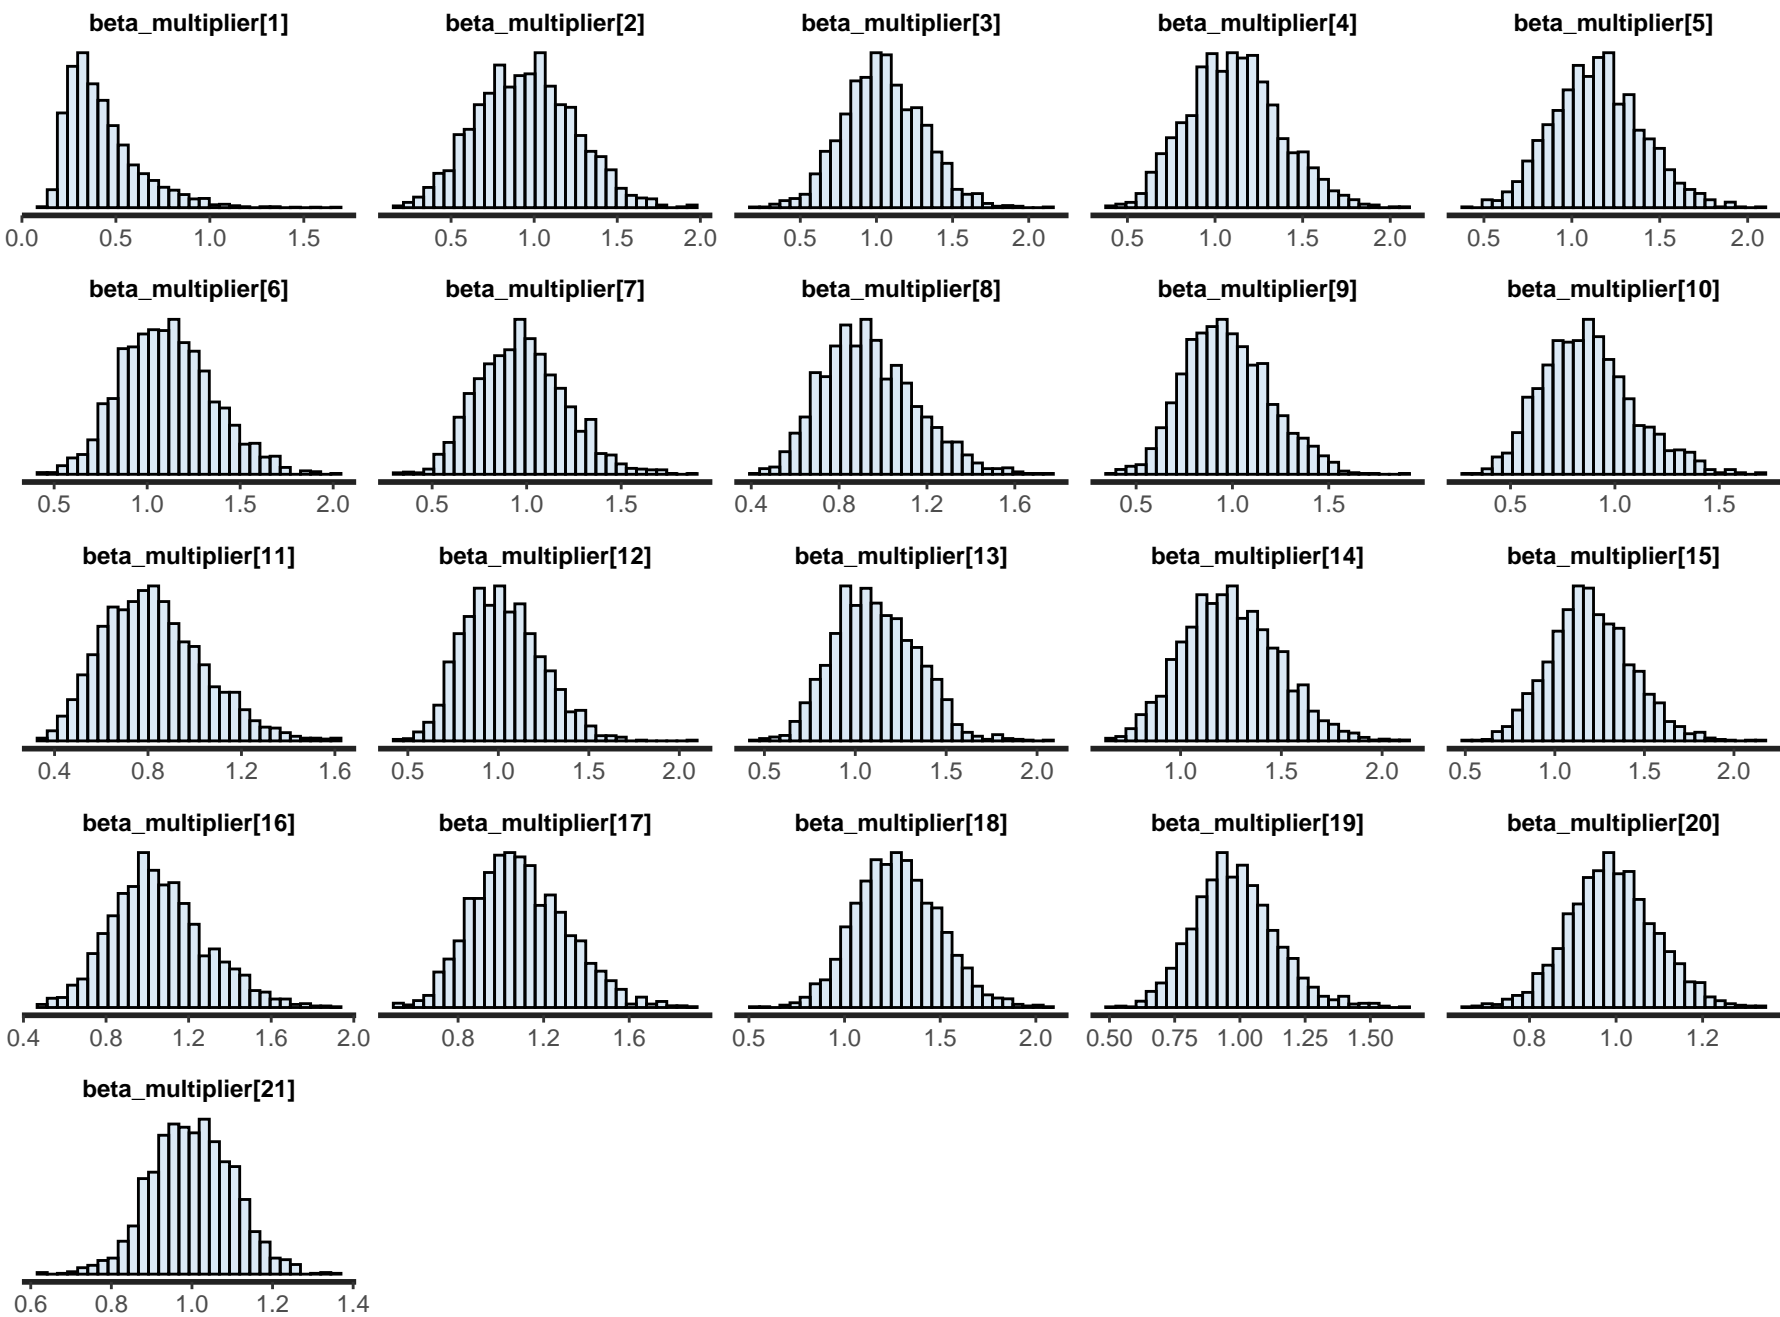 beta_multiplier[1] beta_multiplier[2] beta_multiplier[3] beta_multiplier[4] beta_multiplier[5]
0.0 0.5 1.0 1.5 0.5 1.0 1.5 2.0 0.5 1.0 1.5 2.0 0.5 1.0 1.5 2.0 0.5 1.0 1.5 2.0
beta_multiplier[6] beta_multiplier[7] beta_multiplier[8] beta_multiplier[9] beta_multiplier[10]
0.5 1.0 1.5 2.0 0.5 1.0 1.5 0.4 0.8 1.2 1.6 0.5 1.0 1.5 0.5 1.0 1.5
beta_multiplier[11] beta_multiplier[12] beta_multiplier[13] beta_multiplier[14] beta_multiplier[15]
0.4 0.8 1.2 1.6 0.5 1.0 1.5 2.0 0.5 1.0 1.5 2.0 1.0 1.5 2.0 0.5 1.0 1.5 2.0
beta_multiplier[16] beta_multiplier[17] beta_multiplier[18] beta_multiplier[19] beta_multiplier[20]
0.4 0.8 1.2 1.6 2.0 0.8 1.2 1.6 0.5 1.0 1.5 2.0 0.50 0.75 1.00 1.25 1.50 0.8 1.0 1.2
beta_multiplier[21]
0.6 0.8 1.0 1.2 1.4